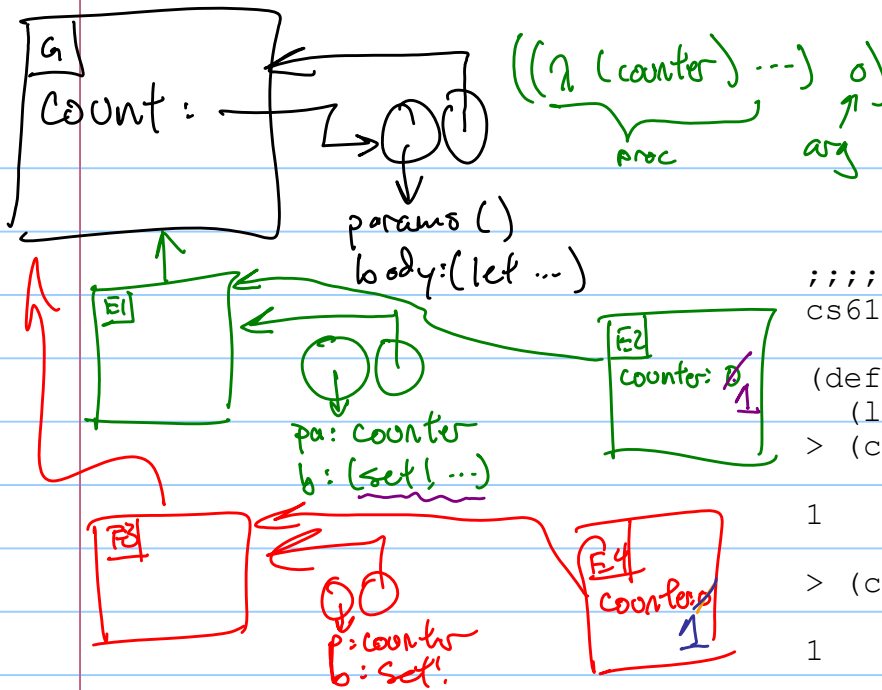 G
Count:
((λ (counter) ...) 0)
proc
arg
params ()
body: (let ...)
;;;;
cs61
E1
E2
counter: 0
1
(def
(l
> (c
pa: counter
b: (set! ...)
1
E3
E4
counter: 0
1
> (c
p: counter
b: set!
1